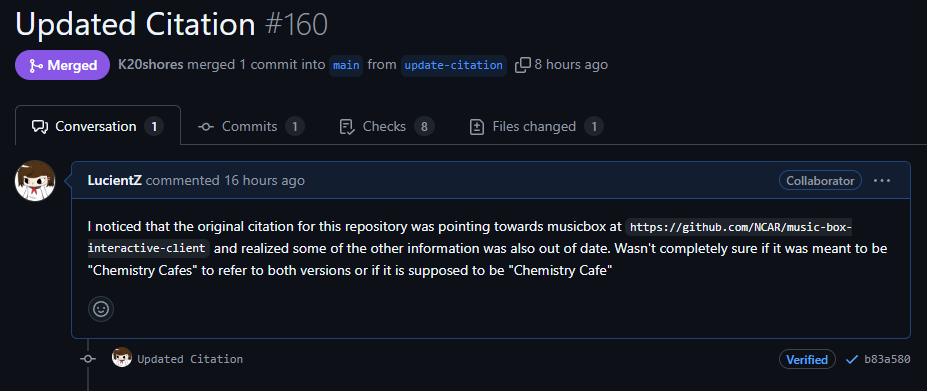 Updated Citation #160
Merged K20shores merged 1 commit into main from update-citation 8 hours ago
Conversation 1 Commits 1 Checks 8 Files changed 1
LucientZ commented 16 hours ago Collaborator ...
I noticed that the original citation for this repository was pointing towards musicbox at https://github.com/NCAR/music-box-
interactive-client and realized some of the other information was also out of date. Wasn't completely sure if it was meant to be
"Chemistry Cafes" to refer to both versions or if it is supposed to be "Chemistry Cafe"
Updated Citation Verified b83a580